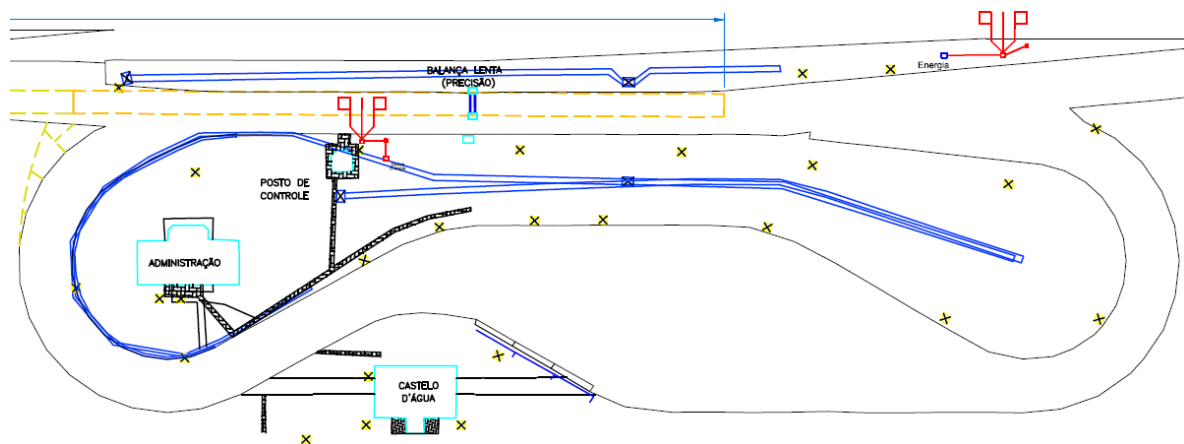 Energia
BALANÇA LENTA
(PRECISÃO)
POSTO DE
CONTROLE
ADMINISTRAÇÃO
CASTELO
D'ÁGUA